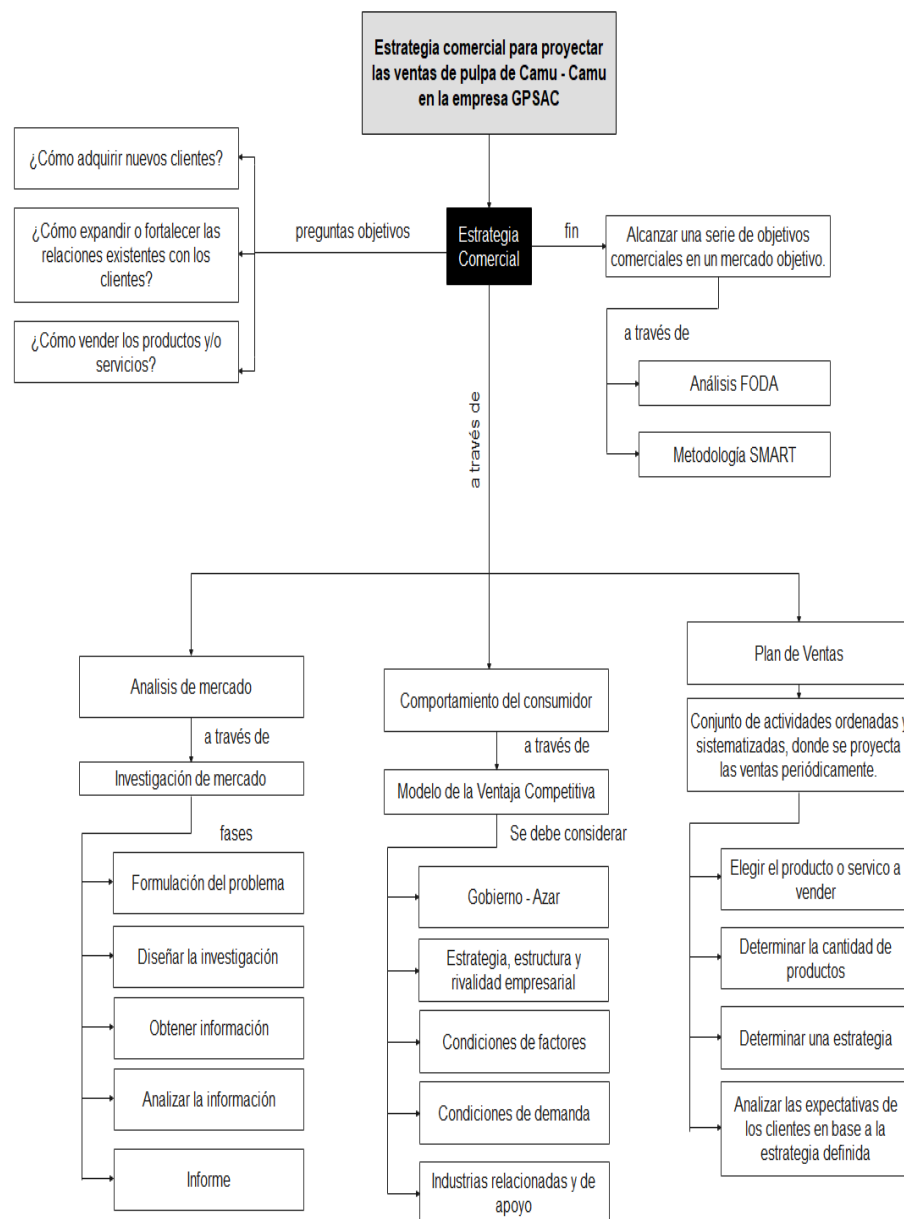 Estrategia comercial para proyectar
las ventas de pulpa de Camu - Camu
en la empresa GPSAC
¿Cómo adquirir nuevos clientes?
¿Cómo expandir o fortalecer las
relaciones existentes con los
clientes?
¿Cómo vender los productos y/o
servicios?
preguntas objetivos
Estrategia
Comercial
fin
Alcanzar una serie de objetivos
comerciales en un mercado objetivo.
a través de
Análisis FODA
Metodología SMART
a través de
Analisis de mercado
a través de
Investigación de mercado
fases
Formulación del problema
Diseñar la investigación
Obtener información
Analizar la información
Informe
Comportamiento del consumidor
a través de
Modelo de la Ventaja Competitiva
Se debe considerar
Gobierno - Azar
Estrategia, estructura y
rivalidad empresarial
Condiciones de factores
Condiciones de demanda
Industrias relacionadas y de
apoyo
Plan de Ventas
Conjunto de actividades ordenadas y
sistematizadas, donde se proyecta
las ventas periódicamente.
Elegir el producto o servico a
vender
Determinar la cantidad de
productos
Determinar una estrategia
Analizar las expectativas de
los clientes en base a la
estrategia definida